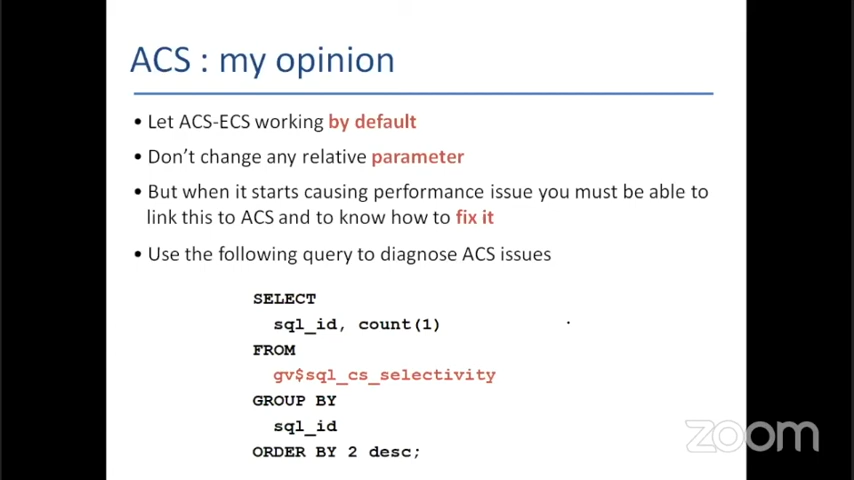 ACS : my opinion
• Let ACS-ECS working by default
• Don't change any relative parameter
• But when it starts causing performance issue you must be able to
link this to ACS and to know how to fix it
• Use the following query to diagnose ACS issues
SELECT
sql_id, count(1)
FROM
gv$sql_cs_selectivity
GROUP BY
sql_id
ORDER BY 2 desc;
zoom